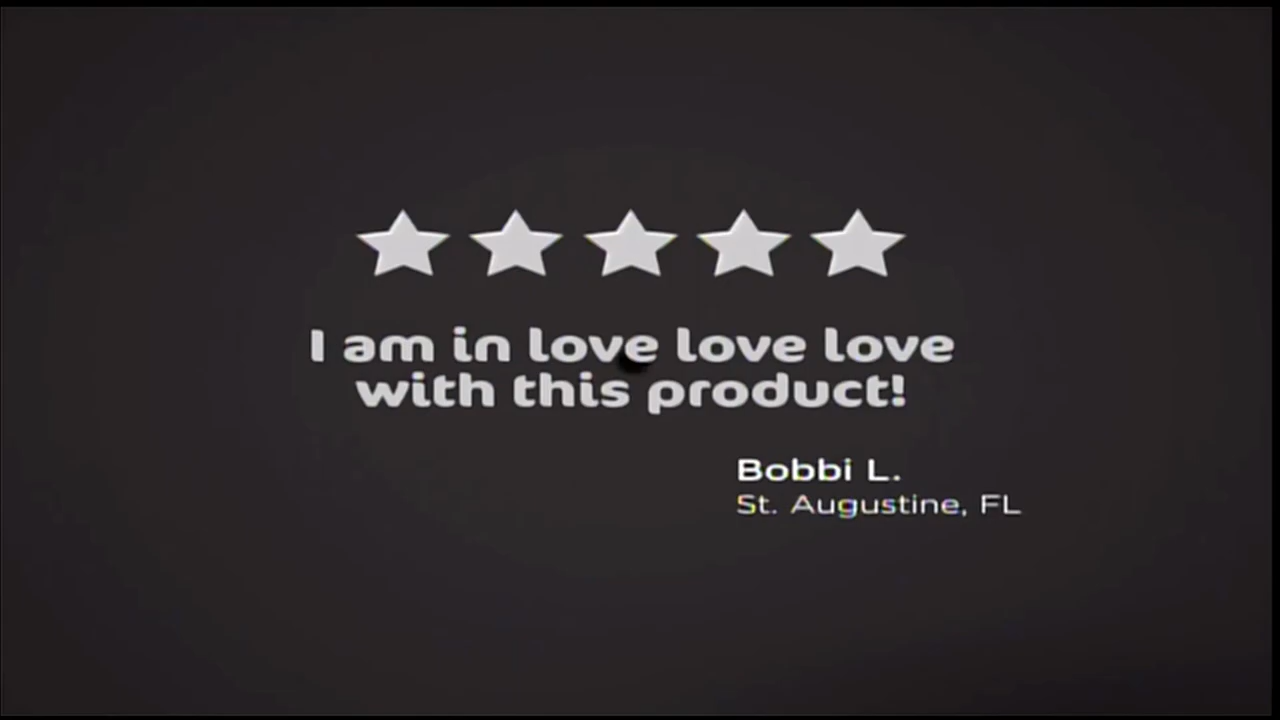 I am in love love love
with this product!
Bobbi L.
St. Augustine, FL